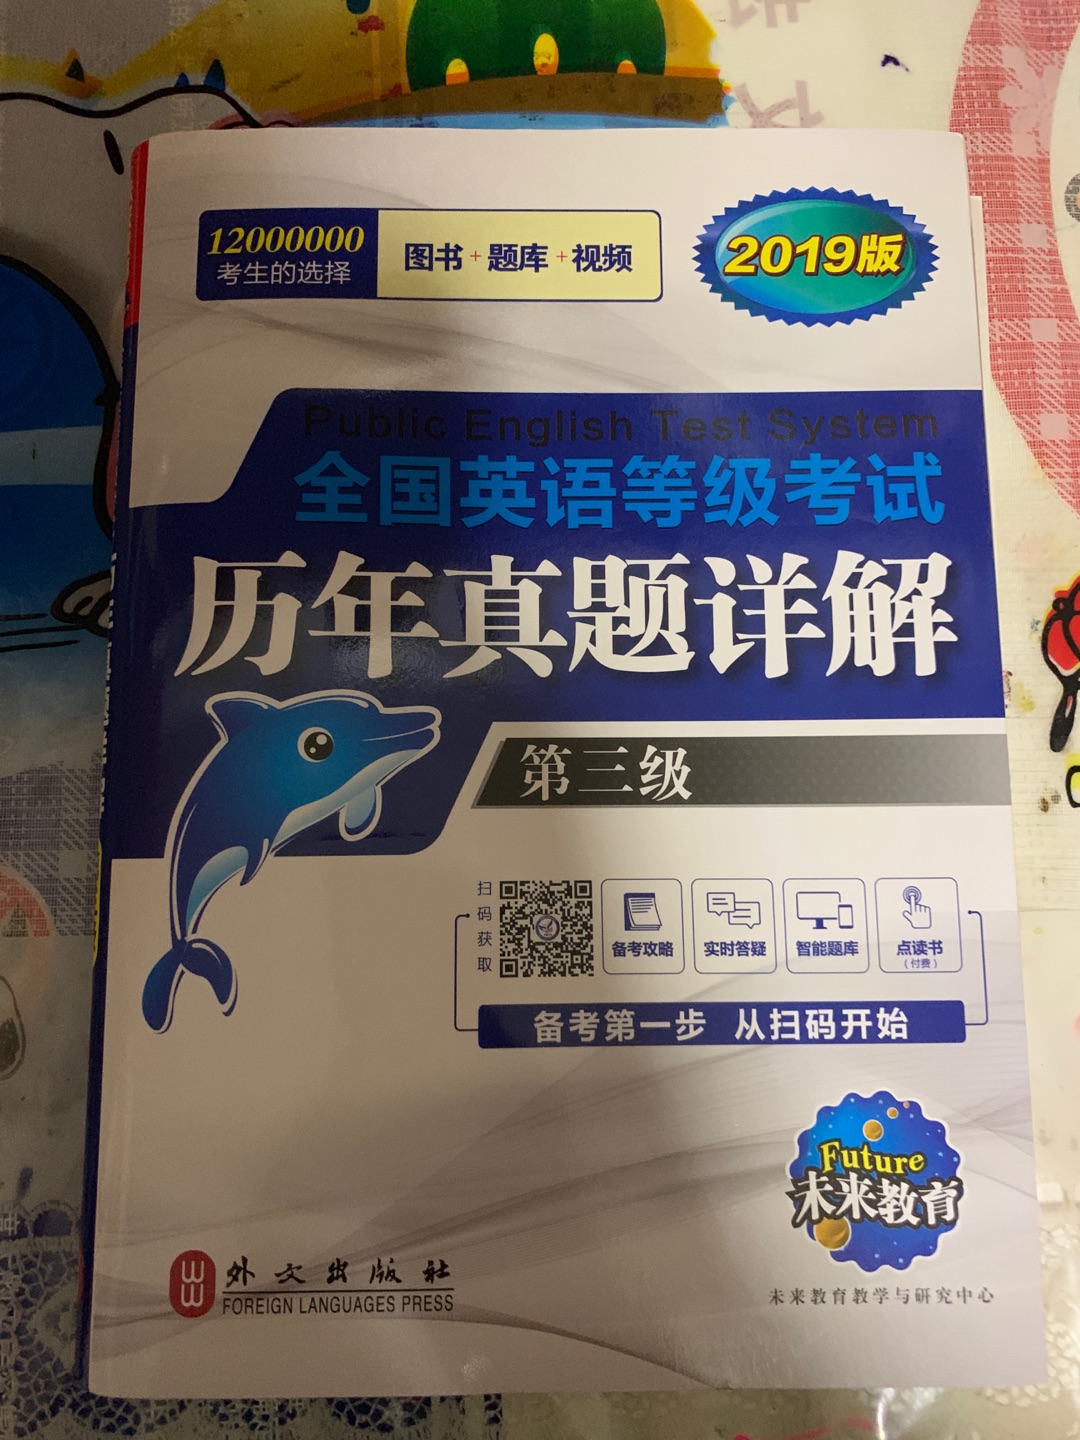 12000000
考生的选择
图书+题库+视频
2019版
Public English Test System
全国英语等级考试
历年真题详解
第三级
扫码获取
备考攻略
实时答疑
智能题库
点读书
(付费)
备考第一步 从扫码开始
Future
未来教育
外文出版社
FOREIGN LANGUAGES PRESS
未来教育教学与研究中心